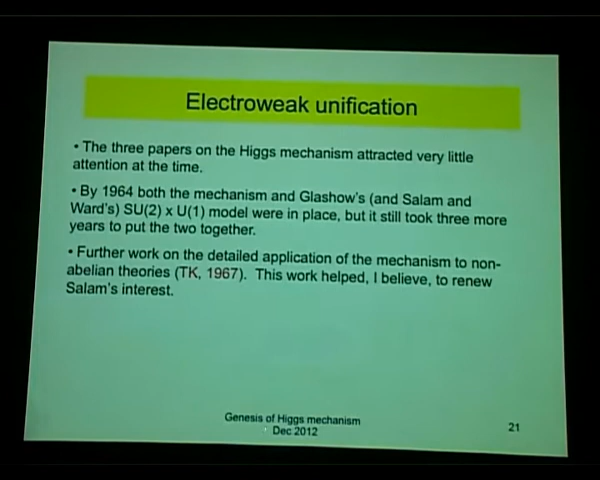 Electroweak unification
• The three papers on the Higgs mechanism attracted very little
attention at the time.
• By 1964 both the mechanism and Glashow's (and Salam and
Ward's) SU(2) x U(1) model were in place, but it still took three more
years to put the two together.
• Further work on the detailed application of the mechanism to non-
abelian theories (TK, 1967). This work helped, I believe, to renew
Salam's interest.
Genesis of Higgs mechanism
Dec 2012
21